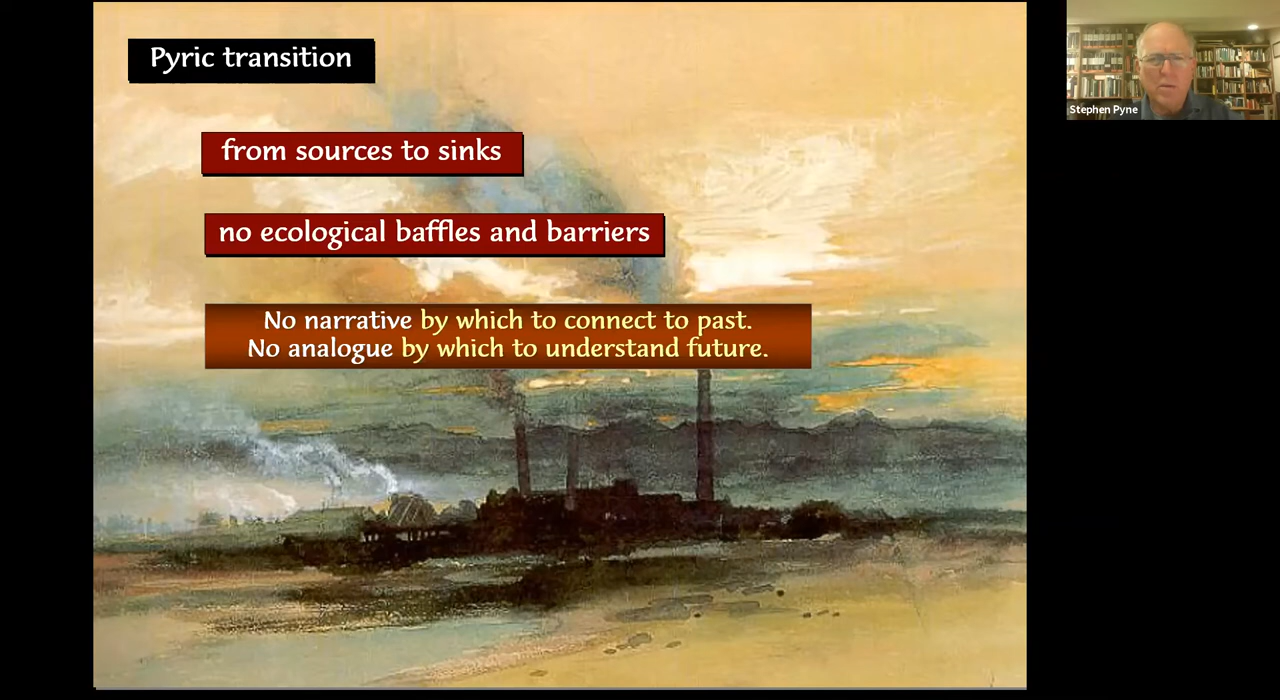 Pyric transition
from sources to sinks
no ecological baffles and barriers
No narrative by which to connect to past.
No analogue by which to understand future.
Stephen Pyne